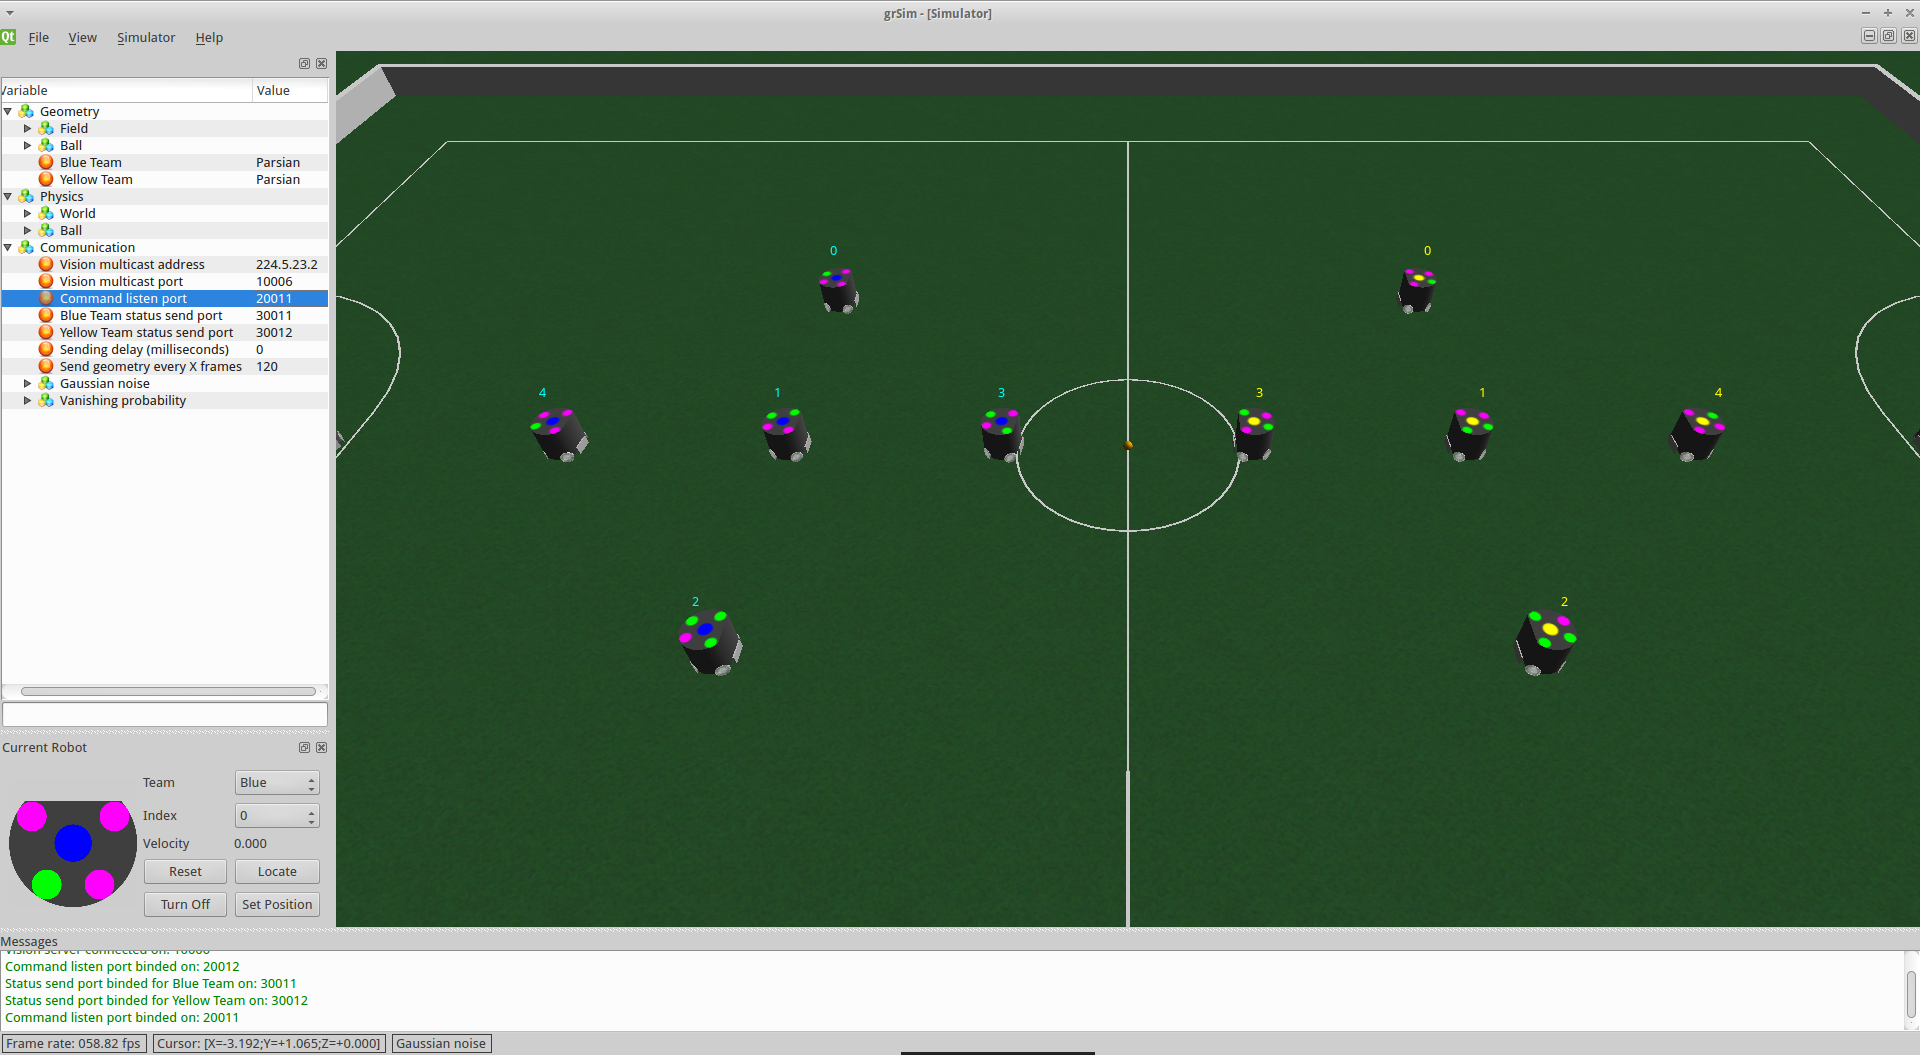 grSim - [Simulator]
Qt File View Simulator Help
Variable Value
Geometry
Field
Ball
Blue Team Parsian
Yellow Team Parsian
Physics
World
Ball
Communication
Vision multicast address 224.5.23.2
Vision multicast port 10006
Command listen port 20011
Blue Team status send port 30011
Yellow Team status send port 30012
Sending delay (milliseconds) 0
Send geometry every X frames 120
Gaussian noise
Vanishing probability
0 0
4 1 3 3 1 4
2 2
Current Robot
Team Blue
Index 0
Velocity 0.000
Reset Locate
Turn Off Set Position
Messages
Vision server connected on: 10006
Command listen port binded on: 20012
Status send port binded for Blue Team on: 30011
Status send port binded for Yellow Team on: 30012
Command listen port binded on: 20011
Frame rate: 058.82 fps Cursor: [X=-3.192;Y=+1.065;Z=+0.000] Gaussian noise